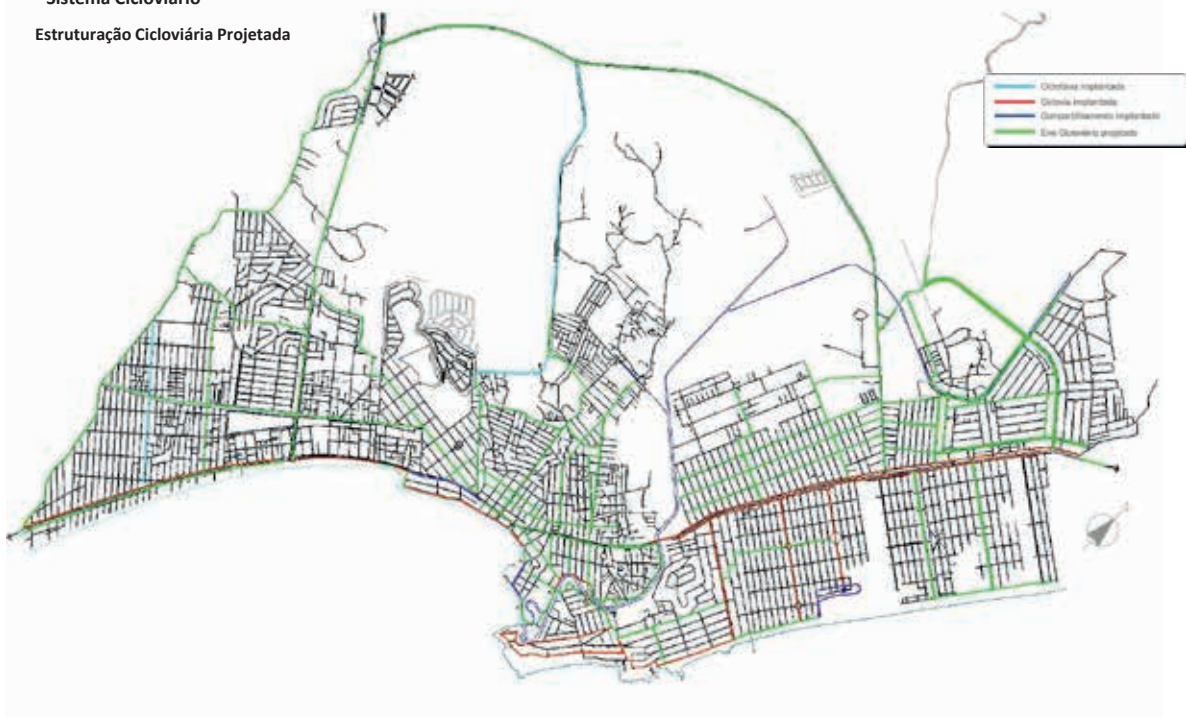 Sistema Cicloviário
Estruturação Cicloviária Projetada
Ciclofaixa implantada
Ciclovia implantada
Compartilhamento implantado
Eixo Cicloviário projetado